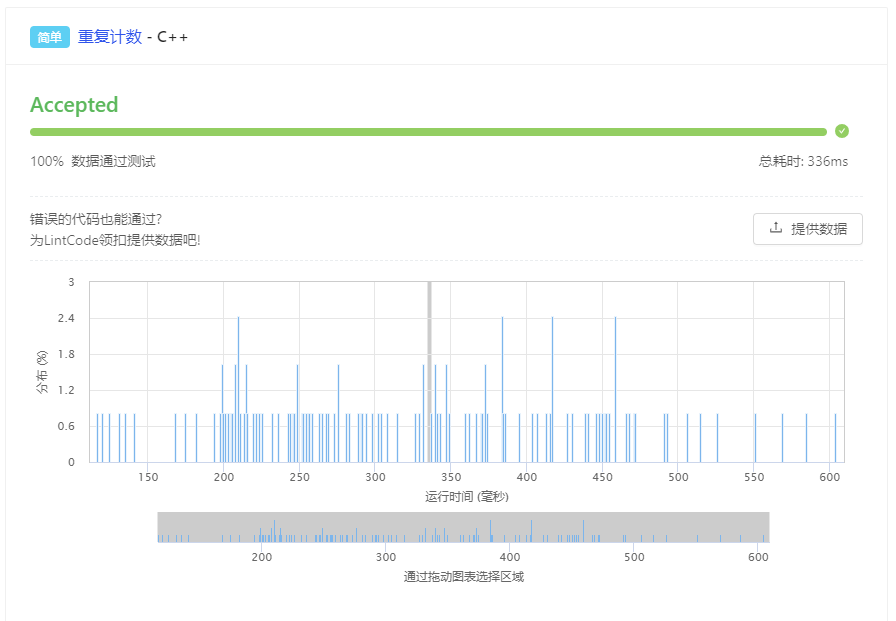 简单 重复计数 - C++
Accepted
100% 数据通过测试 总耗时: 336ms
错误的代码也能通过?
为LintCode领扣提供数据吧!
提供数据
3
2.4
1.8
1.2
0.6
0
分布 (%)
150 200 250 300 350 400 450 500 550 600
运行时间 (毫秒)
200 300 400 500 600
通过拖动图表选择区域